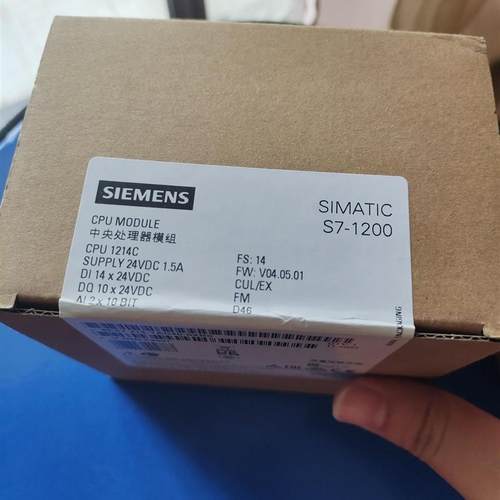 SIEMENS
SIMATIC
S7-1200
CPU MODULE
中央处理器模组
CPU 1214C
SUPPLY 24VDC 1.5A
DI 14 x 24VDC
DQ 10 x 24VDC
AI 2 x 10 BIT
FS: 14
FW: V04.05.01
CUL/EX
FM
D46